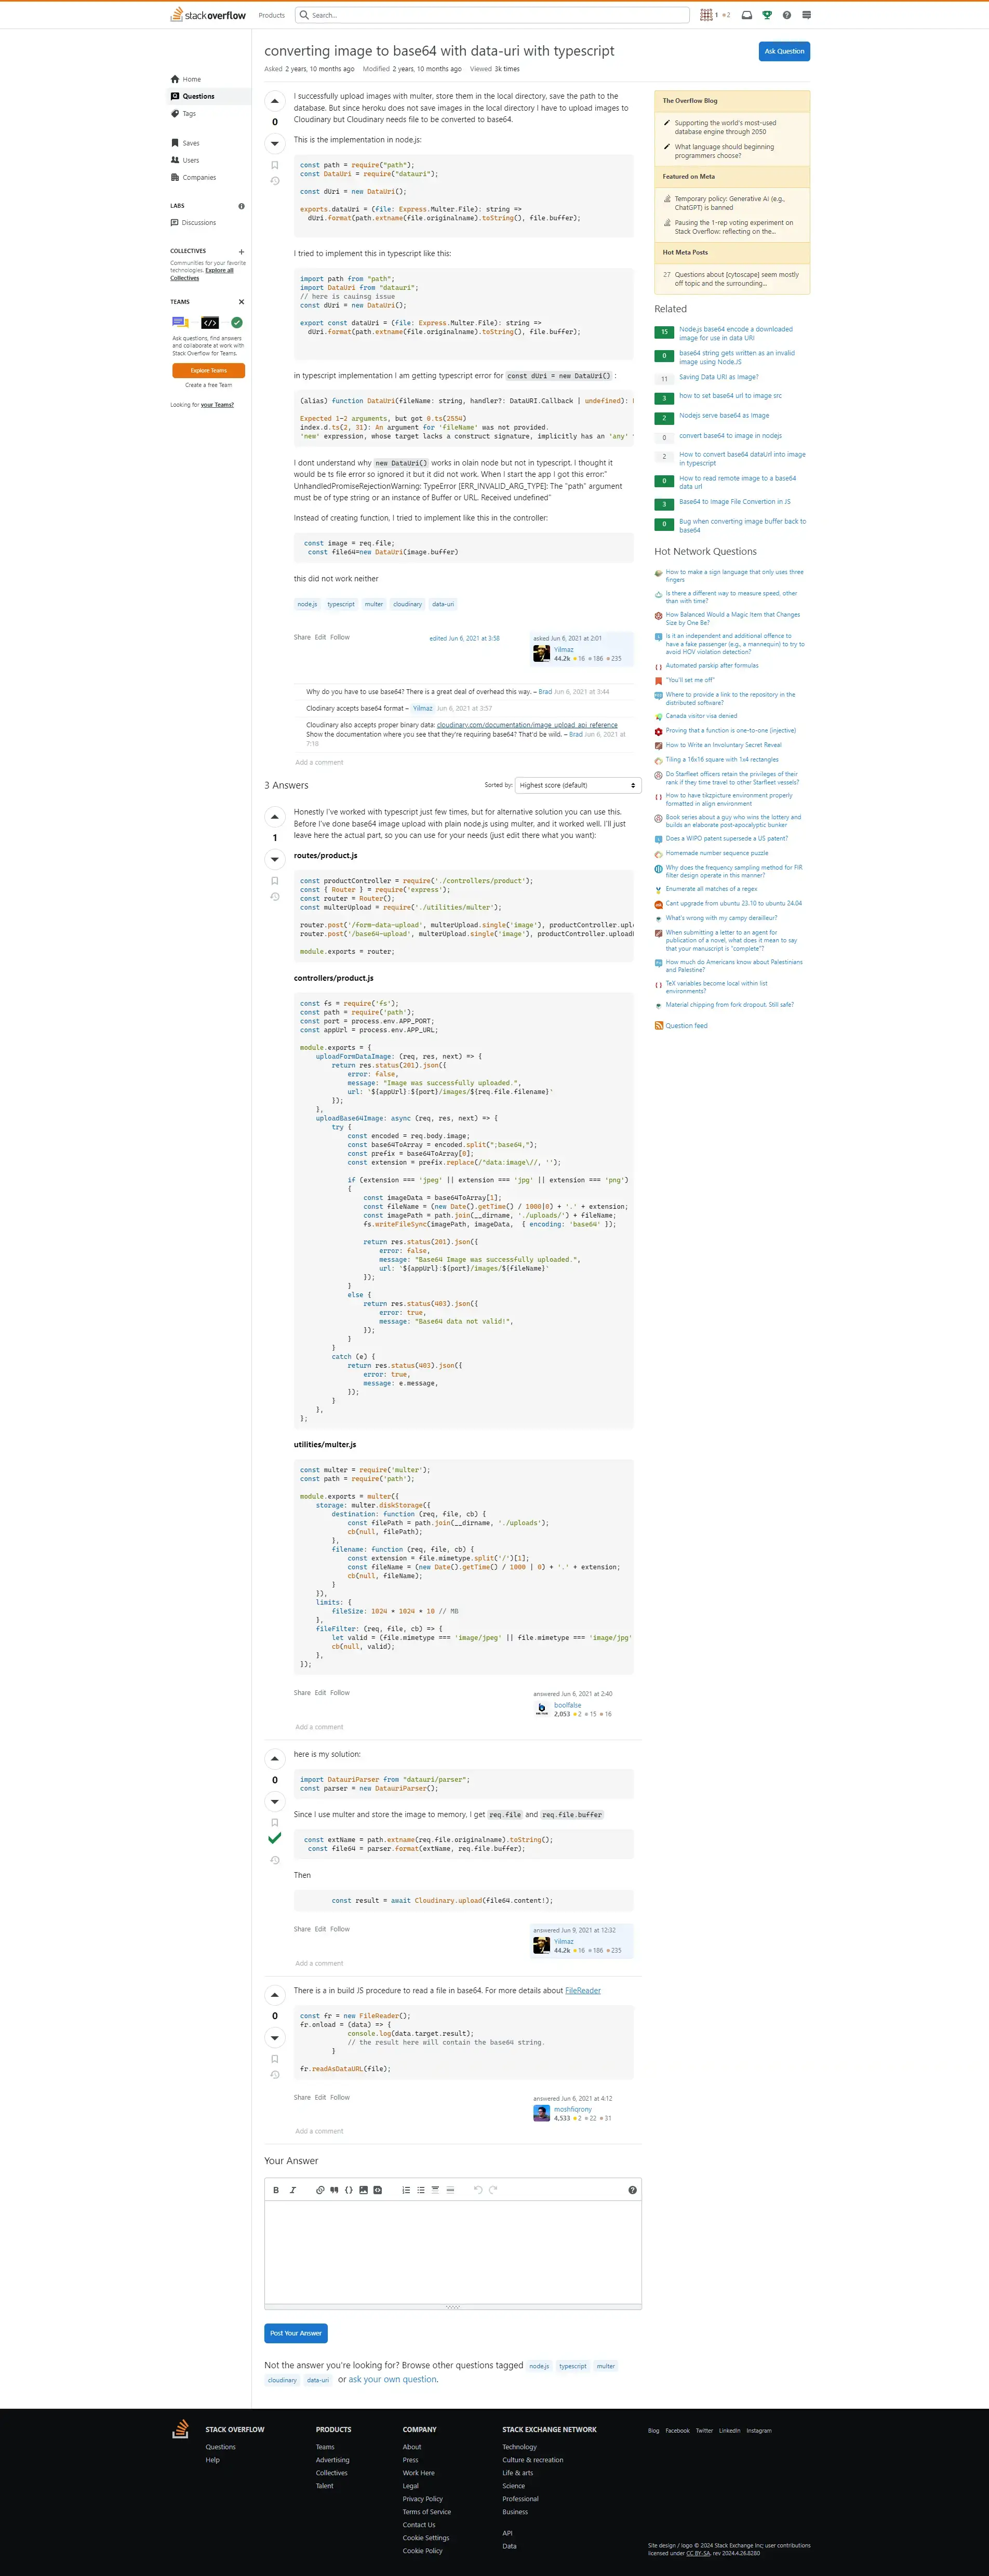 stackoverflow
Products
Search...
1 2
converting image to base64 with data-uri with typescript
Ask Question
Asked 2 years, 10 months ago Modified 2 years, 10 months ago Viewed 3k times
Home
Questions
Tags
Saves
Users
Companies
LABS
Discussions
COLLECTIVES
Communities for your favorite
technologies. Explore all
Collectives
TEAMS
Ask questions, find answers
and collaborate at work with
Stack Overflow for Teams.
Explore Teams
Create a free Team
Looking for your Teams?
0
I successfully upload images with multer, store them in the local directory, save the path to the
database. But since heroku does not save images in the local directory I have to upload images to
Cloudinary but Cloudinary needs file to be converted to base64.
This is the implementation in node.js:
const path = require("path");
const DataUri = require("datauri");
const dUri = new DataUri();
exports.dataUri = (file: Express.Multer.File): string =>
dUri.format(path.extname(file.originalname).toString(), file.buffer);
I tried to implement this in typescript like this:
import path from "path";
import DataUri from "datauri";
// here is cauinsg issue
const dUri = new DataUri();
export const dataUri = (file: Express.Multer.File): string =>
dUri.format(path.extname(file.originalname).toString(), file.buffer);
in typescript implementation I am getting typescript error for const dUri = new DataUri() :
(alias) function DataUri(fileName: string, handler?: DataURI.Callback | undefined):
Expected 1-2 arguments, but got 0.ts(2554)
index.d.ts(2, 31): An argument for 'fileName' was not provided.
'new' expression, whose target lacks a construct signature, implicitly has an 'any'
I dont understand why new DataUri() works in olain node but not in typescript. I thought it
would be ts file error so ignored it but it did not work. When I start the app I got this error:"
UnhandledPromiseRejectionWarning: TypeError [ERR_INVALID_ARG_TYPE]: The "path" argument
must be of type string or an instance of Buffer or URL. Received undefined"
Instead of creating function, I tried to implement like this in the controller:
const image = req.file;
const file64=new DataUri(image.buffer)
this did not work neither
node.js typescript multer cloudinary data-uri
Share Edit Follow
edited Jun 6, 2021 at 3:58
asked Jun 6, 2021 at 2:01
Yilmaz
44.2k 16 186 235
Why do you have to use base64? There is a great deal of overhead this way. – Brad Jun 6, 2021 at 3:44
Clodinary accepts base64 format – Yilmaz Jun 6, 2021 at 3:57
Cloudinary also accepts proper binary data: cloudinary.com/documentation/image_upload_api_reference
Show the documentation where you see that they're requiring base64? That'd be wild. – Brad Jun 6, 2021 at
7:18
Add a comment
3 Answers
Sorted by: Highest score (default)
1
Honestly I've worked with typescript just few times, but for alternative solution you can use this.
Before I've done base64 image upload with plain node.js using multer, and it worked well. I'll just
leave here the actual part, so you can use for your needs (just edit there what you want):
routes/product.js
const productController = require('./controllers/product');
const { Router } = require('express');
const router = Router();
const multerUpload = require('./utilities/multer');
router.post('/form-data-upload', multerUpload.single('image'), productController.uplo
router.post('/base64-upload', multerUpload.single('image'), productController.uploadB
module.exports = router;
controllers/product.js
const fs = require('fs');
const path = require('path');
const port = process.env.APP_PORT;
const appUrl = process.env.APP_URL;
module.exports = {
uploadFormDataImage: (req, res, next) => {
return res.status(201).json({
error: false,
message: "Image was successfully uploaded.",
url: `${appUrl}:${port}/images/${req.file.filename}`
});
},
uploadBase64Image: async (req, res, next) => {
try {
const encoded = req.body.image;
const base64ToArray = encoded.split(";base64,");
const prefix = base64ToArray[0];
const extension = prefix.replace(/^data:image\//, '');
if (extension === 'jpeg' || extension === 'jpg' || extension === 'png')
{
const imageData = base64ToArray[1];
const fileName = (new Date().getTime() / 1000|0) + '.' + extension;
const imagePath = path.join(__dirname, './uploads/') + fileName;
fs.writeFileSync(imagePath, imageData, { encoding: 'base64' });
return res.status(201).json({
error: false,
message: "Base64 Image was successfully uploaded.",
url: `${appUrl}:${port}/images/${fileName}`
});
}
else {
return res.status(403).json({
error: true,
message: "Base64 data not valid!",
});
}
}
catch (e) {
return res.status(403).json({
error: true,
message: e.message,
});
}
},
};
utilities/multer.js
const multer = require('multer');
const path = require('path');
module.exports = multer({
storage: multer.diskStorage({
destination: function (req, file, cb) {
const filePath = path.join(__dirname, './uploads');
cb(null, filePath);
},
filename: function (req, file, cb) {
const extension = file.mimetype.split('/')[1];
const fileName = (new Date().getTime() / 1000 | 0) + '.' + extension;
cb(null, fileName);
}
}),
limits: {
fileSize: 1024 * 1024 * 10 // MB
},
fileFilter: (req, file, cb) => {
let valid = (file.mimetype === 'image/jpeg' || file.mimetype === 'image/jpg'
cb(null, valid);
},
});
Share Edit Follow
answered Jun 6, 2021 at 2:40
boolfalse
2,053 2 15 16
Add a comment
0
here is my solution:
import DatauriParser from "datauri/parser";
const parser = new DatauriParser();
Since I use multer and store the image to memory, I get req.file and req.file.buffer
const extName = path.extname(req.file.originalname).toString();
const file64 = parser.format(extName, req.file.buffer);
Then
const result = await Cloudinary.upload(file64.content!);
Share Edit Follow
answered Jun 9, 2021 at 12:32
Yilmaz
44.2k 16 186 235
Add a comment
0
There is a in build JS procedure to read a file in base64. For more details about FileReader
const fr = new FileReader();
fr.onload = (data) => {
console.log(data.target.result);
// the result here will contain the base64 string.
}
fr.readAsDataURL(file);
Share Edit Follow
answered Jun 6, 2021 at 4:12
moshfiqrony
4,533 2 22 31
Add a comment
Your Answer
Post Your Answer
Not the answer you're looking for? Browse other questions tagged node.js typescript multer
cloudinary data-uri or ask your own question.
The Overflow Blog
Supporting the world's most-used
database engine through 2050
What language should beginning
programmers choose?
Featured on Meta
Temporary policy: Generative AI (e.g.,
ChatGPT) is banned
Pausing the 1-rep voting experiment on
Stack Overflow: reflecting on the...
Hot Meta Posts
27 Questions about [cytoscape] seem mostly
off topic and the surrounding...
Related
15 Node.js base64 encode a downloaded
image for use in data URI
0 base64 string gets written as an invalid
image using Node.JS
11 Saving Data URI as Image?
3 how to set base64 url to image src
2 Nodejs serve base64 as image
0 convert base64 to image in nodejs
2 How to convert base64 dataUrl into image
in typescript
0 How to read remote image to a base64
data url
3 Base64 to Image File Convertion in JS
0 Bug when converting image buffer back to
base64
Hot Network Questions
How to make a sign language that only uses three
fingers
Is there a different way to measure speed, other
than with time?
How Balanced Would a Magic Item that Changes
Size by One Be?
Is it an independent and additional offence to
have a fake passenger (e.g., a mannequin) to try to
avoid HOV violation detection?
Automated parskip after formulas
"You'll set me off"
Where to provide a link to the repository in the
distributed software?
Canada visitor visa denied
Proving that a function is one-to-one (injective)
How to Write an Involuntary Secret Reveal
Tiling a 16x16 square with 1x4 rectangles
Do Starfleet officers retain the privileges of their
rank if they time travel to other Starfleet vessels?
How to have tikzpicture environment properly
formatted in align environment
Book series about a guy who wins the lottery and
builds an elaborate post-apocalyptic bunker
Does a WIPO patent supersede a US patent?
Homemade number sequence puzzle
Why does the frequency sampling method for FIR
filter design operate in this manner?
Enumerate all matches of a regex
Cant upgrade from ubuntu 23.10 to ubuntu 24.04
What's wrong with my campy derailleur?
When submitting a letter to an agent for
publication of a novel, what does it mean to say
that your manuscript is "complete"?
How much do Americans know about Palestinians
and Palestine?
TeX variables become local within list
environments?
Material chipping from fork dropout. Still safe?
Question feed
STACK OVERFLOW
Questions
Help
PRODUCTS
Teams
Advertising
Collectives
Talent
COMPANY
About
Press
Work Here
Legal
Privacy Policy
Terms of Service
Contact Us
Cookie Settings
Cookie Policy
STACK EXCHANGE NETWORK
Technology
Culture & recreation
Life & arts
Science
Professional
Business
API
Data
Blog Facebook Twitter LinkedIn Instagram
Site design / logo © 2024 Stack Exchange Inc; user contributions
licensed under CC BY-SA. rev 2024.4.26.8280